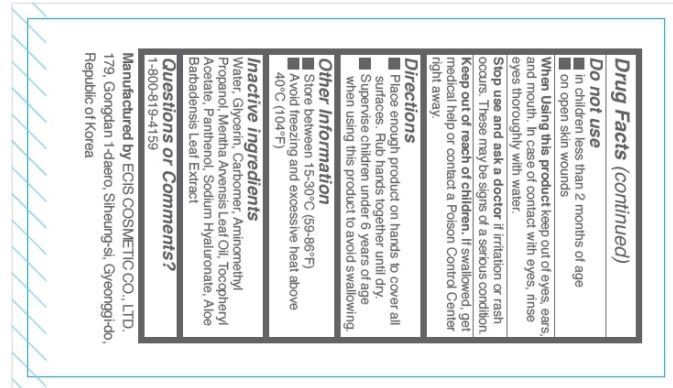 Drug Facts (continued)
Do not use
■ in children less than 2 months of age
■ on open skin wounds
When Using this product keep out of eyes, ears,
and mouth. In case of contact with eyes, rinse
eyes thoroughly with water.
Stop use and ask a doctor if irritation or rash
occurs. These may be signs of a serious condition.
Keep out of reach of children. If swallowed, get
medical help or contact a Poison Control Center
right away.
Directions
■ Place enough product on hands to cover all
surfaces. Rub hands together until dry.
■ Supervise children under 6 years of age
when using this product to avoid swallowing.
Other Information
■ Store between 15-30°C (59-86°F)
■ Avoid freezing and excessive heat above
40°C (104°F)
Inactive ingredients
Water, Glycerin, Carbomer, Aminomethyl
Propanol, Mentha Arvensis Leaf Oil, Tocopheryl
Acetate, Panthenol, Sodium Hyaluronate, Aloe
Barbadensis Leaf Extract
Questions or Comments?
1-800-819-4159
Manufactured by EGIS COSMETIC CO., LTD.
179, Gongdan 1-daero, Siheung-si, Gyeonggi-do,
Republic of Korea